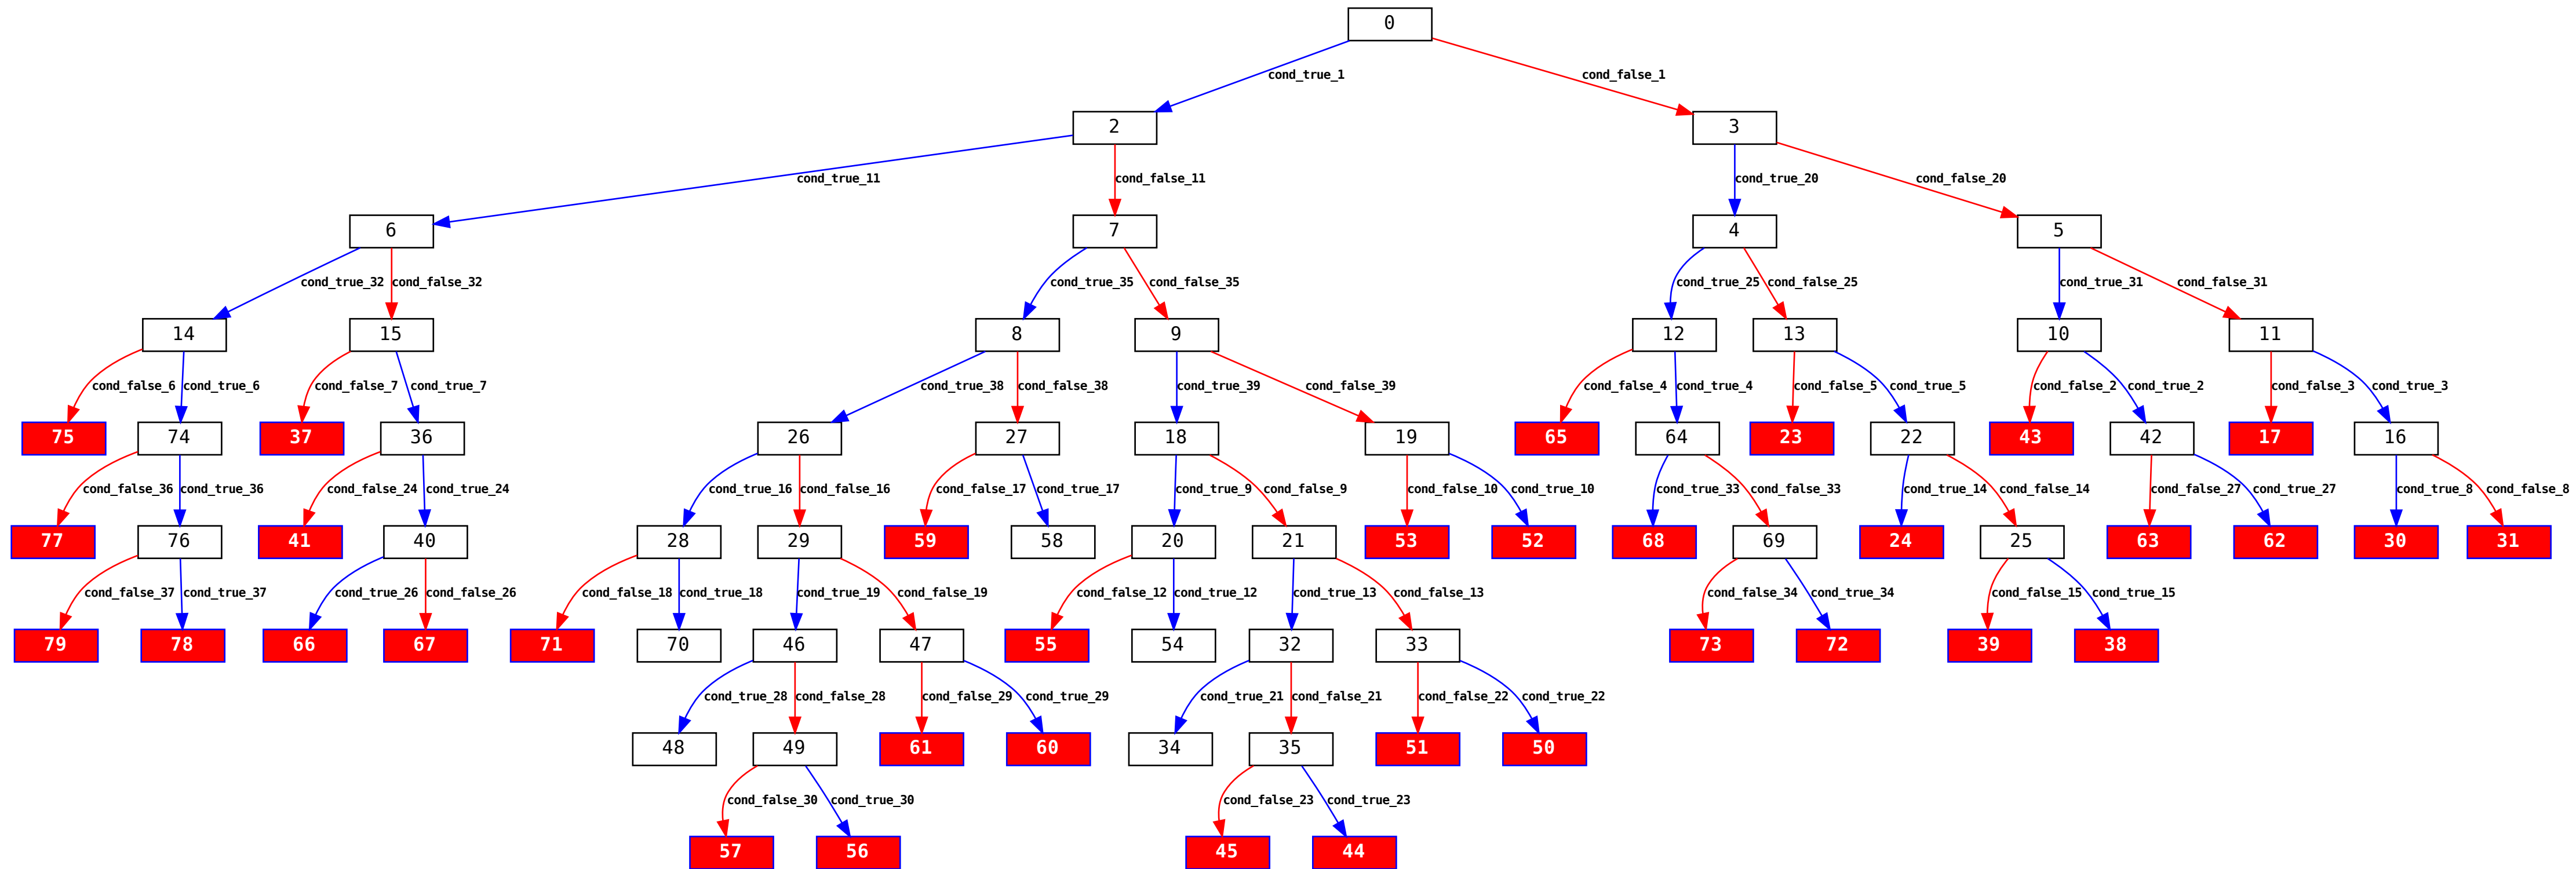 0
cond_true_1 cond_false_1
2 3
cond_true_11 cond_false_11 cond_true_20 cond_false_20
6 7 4 5
cond_true_32 cond_false_32 cond_true_35 cond_false_35 cond_true_25 cond_false_25 cond_true_31 cond_false_31
14 15 8 9 12 13 10 11
cond_false_6 cond_true_6 cond_false_7 cond_true_7 cond_true_38 cond_false_38 cond_true_39 cond_false_39 cond_false_4 cond_true_4 cond_false_5 cond_true_5 cond_false_2 cond_true_2 cond_false_3 cond_true_3
75 74 37 36 26 27 18 19 65 64 23 22 43 42 17 16
cond_false_36 cond_true_36 cond_false_24 cond_true_24 cond_true_16 cond_false_16 cond_false_17 cond_true_17 cond_true_9 cond_false_9 cond_false_10 cond_true_10 cond_true_33 cond_false_33 cond_true_14 cond_false_14 cond_false_27 cond_true_27 cond_true_8 cond_false_8
77 76 41 40 28 29 59 58 20 21 53 52 68 69 24 25 63 62 30 31
cond_false_37 cond_true_37 cond_true_26 cond_false_26 cond_false_18 cond_true_18 cond_true_19 cond_false_19 cond_false_12 cond_true_12 cond_true_13 cond_false_13 cond_false_34 cond_true_34 cond_false_15 cond_true_15
79 78 66 67 71 70 46 47 55 54 32 33 73 72 39 38
cond_true_28 cond_false_28 cond_false_29 cond_true_29 cond_true_21 cond_false_21 cond_false_22 cond_true_22
48 49 61 60 34 35 51 50
cond_false_30 cond_true_30 cond_false_23 cond_true_23
57 56 45 44